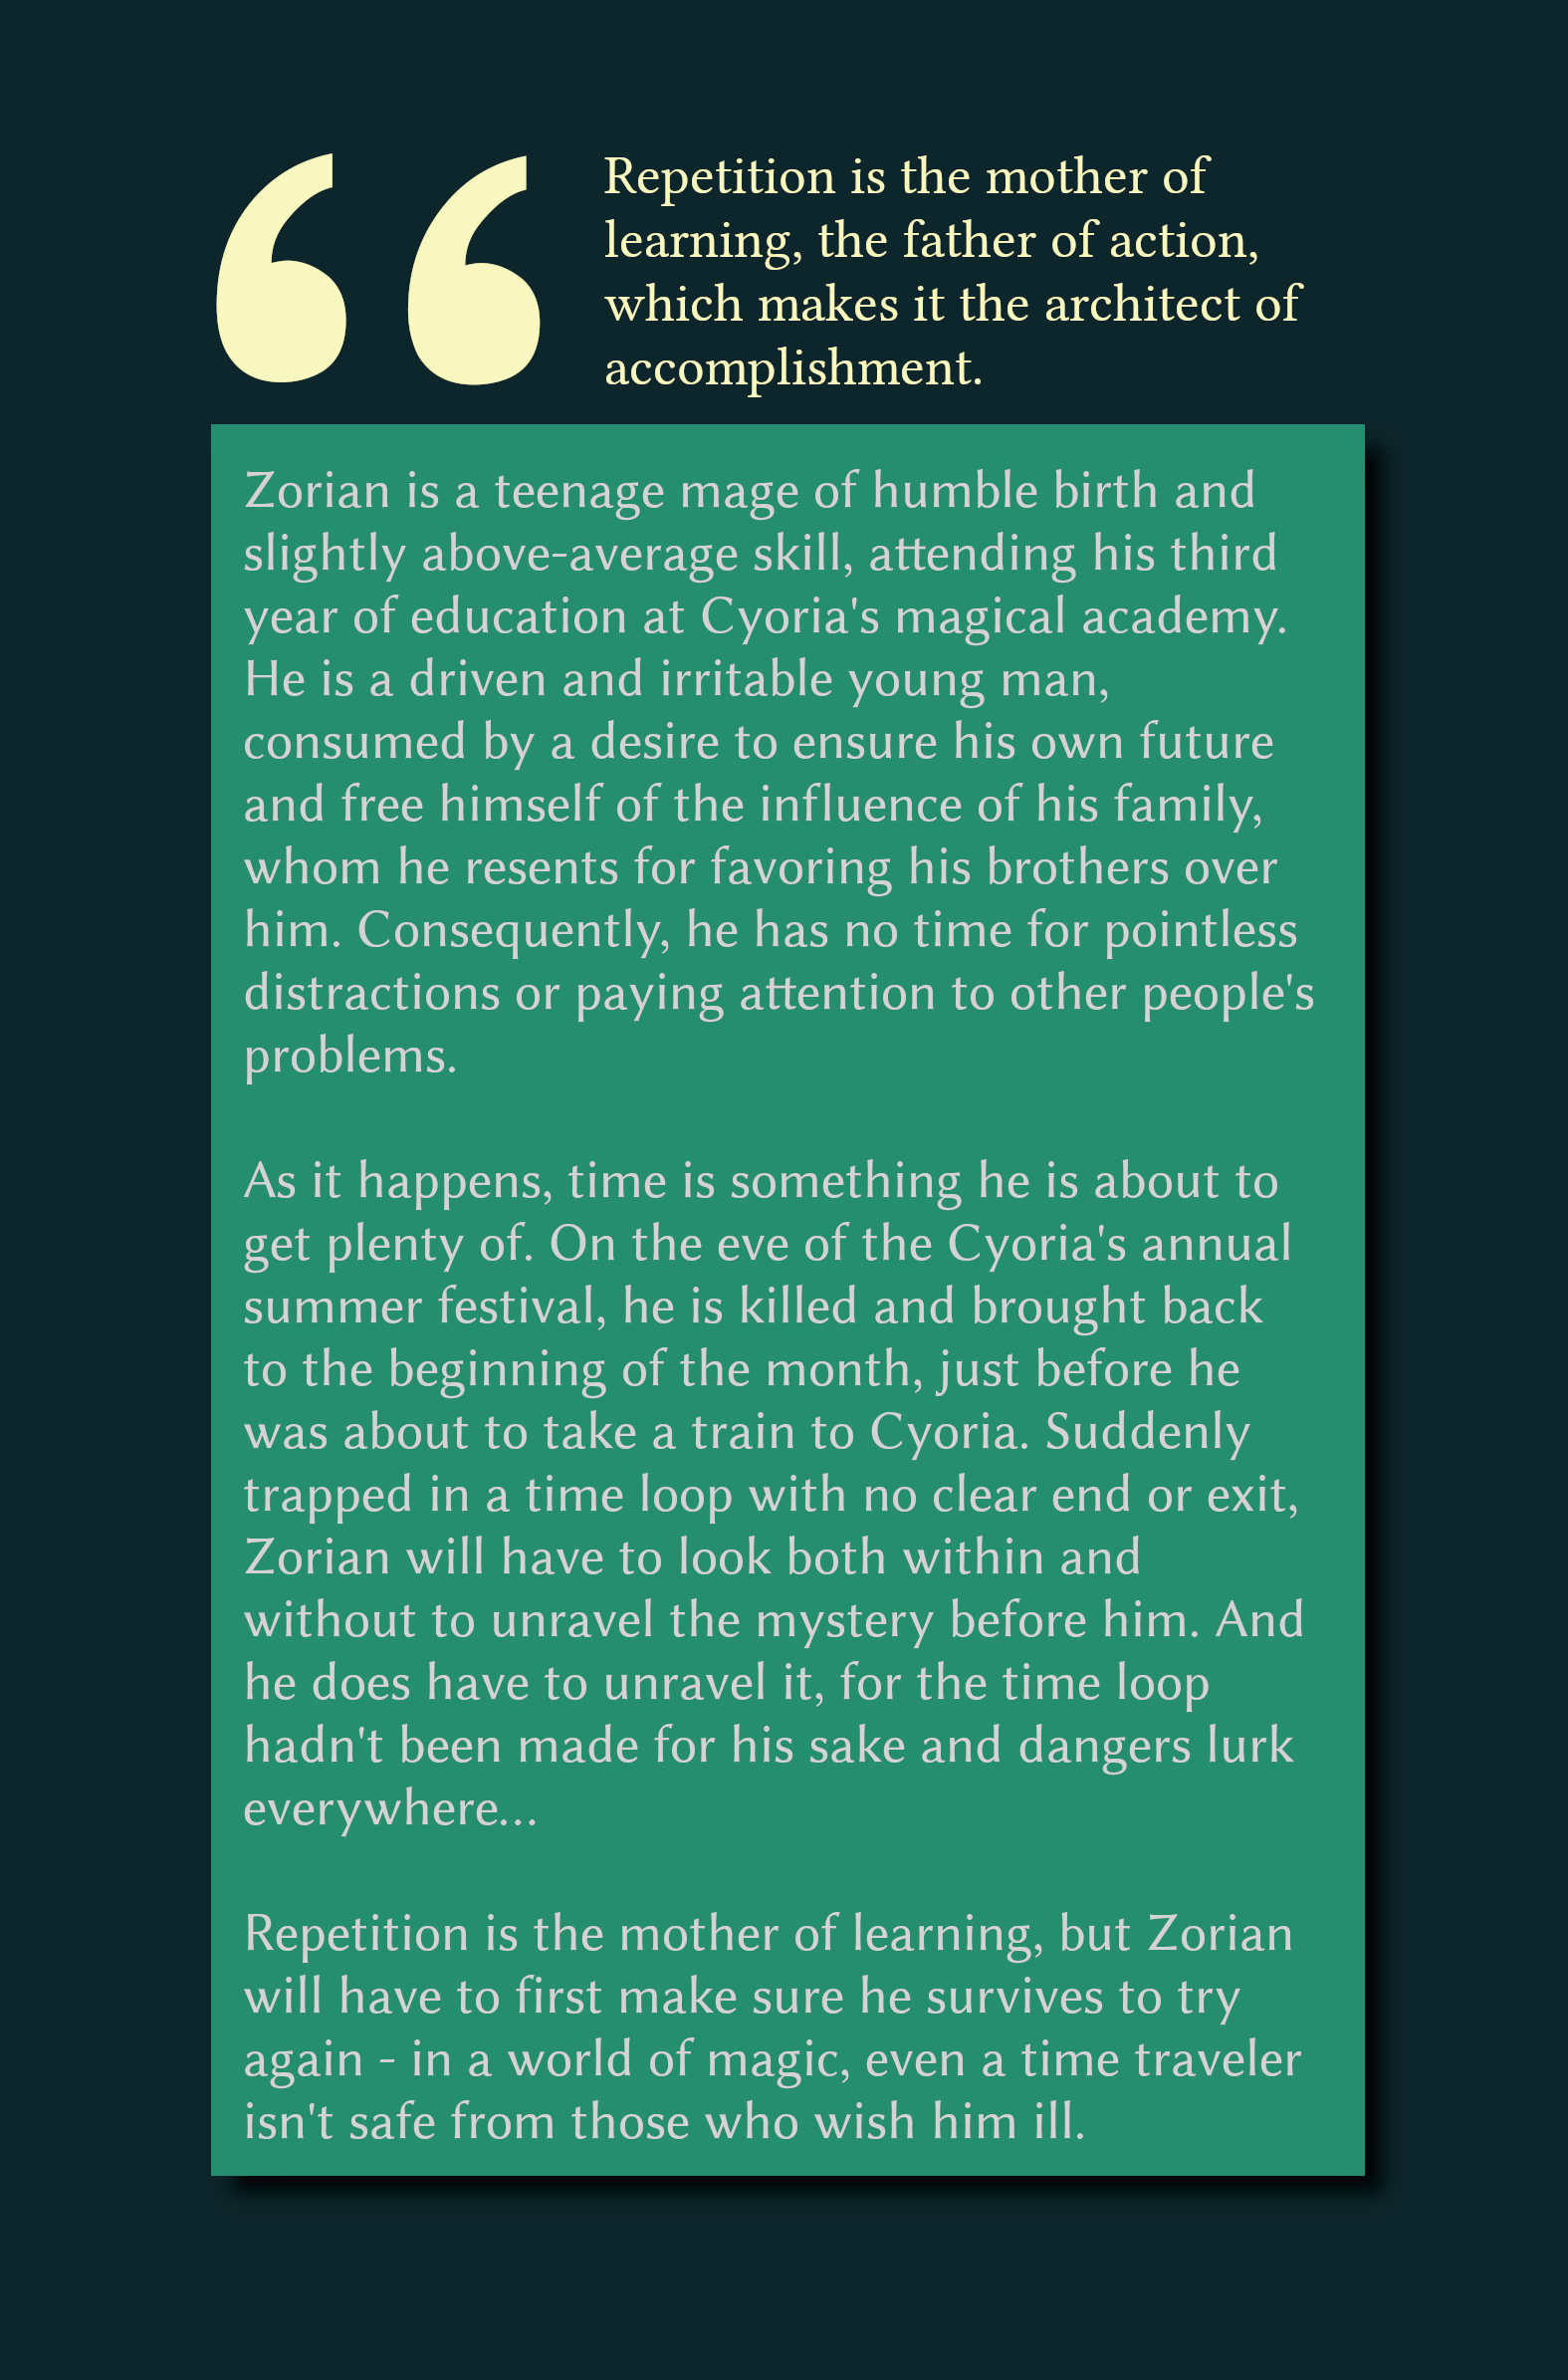 Repetition is the mother of
learning, the father of action,
which makes it the architect of
accomplishment.
Zorian is a teenage mage of humble birth and
slightly above-average skill, attending his third
year of education at Cyoria's magical academy.
He is a driven and irritable young man,
consumed by a desire to ensure his own future
and free himself of the influence of his family,
whom he resents for favoring his brothers over
him. Consequently, he has no time for pointless
distractions or paying attention to other people's
problems.
As it happens, time is something he is about to
get plenty of. On the eve of the Cyoria's annual
summer festival, he is killed and brought back
to the beginning of the month, just before he
was about to take a train to Cyoria. Suddenly
trapped in a time loop with no clear end or exit,
Zorian will have to look both within and
without to unravel the mystery before him. And
he does have to unravel it, for the time loop
hadn't been made for his sake and dangers lurk
everywhere...
Repetition is the mother of learning, but Zorian
will have to first make sure he survives to try
again - in a world of magic, even a time traveler
isn't safe from those who wish him ill.